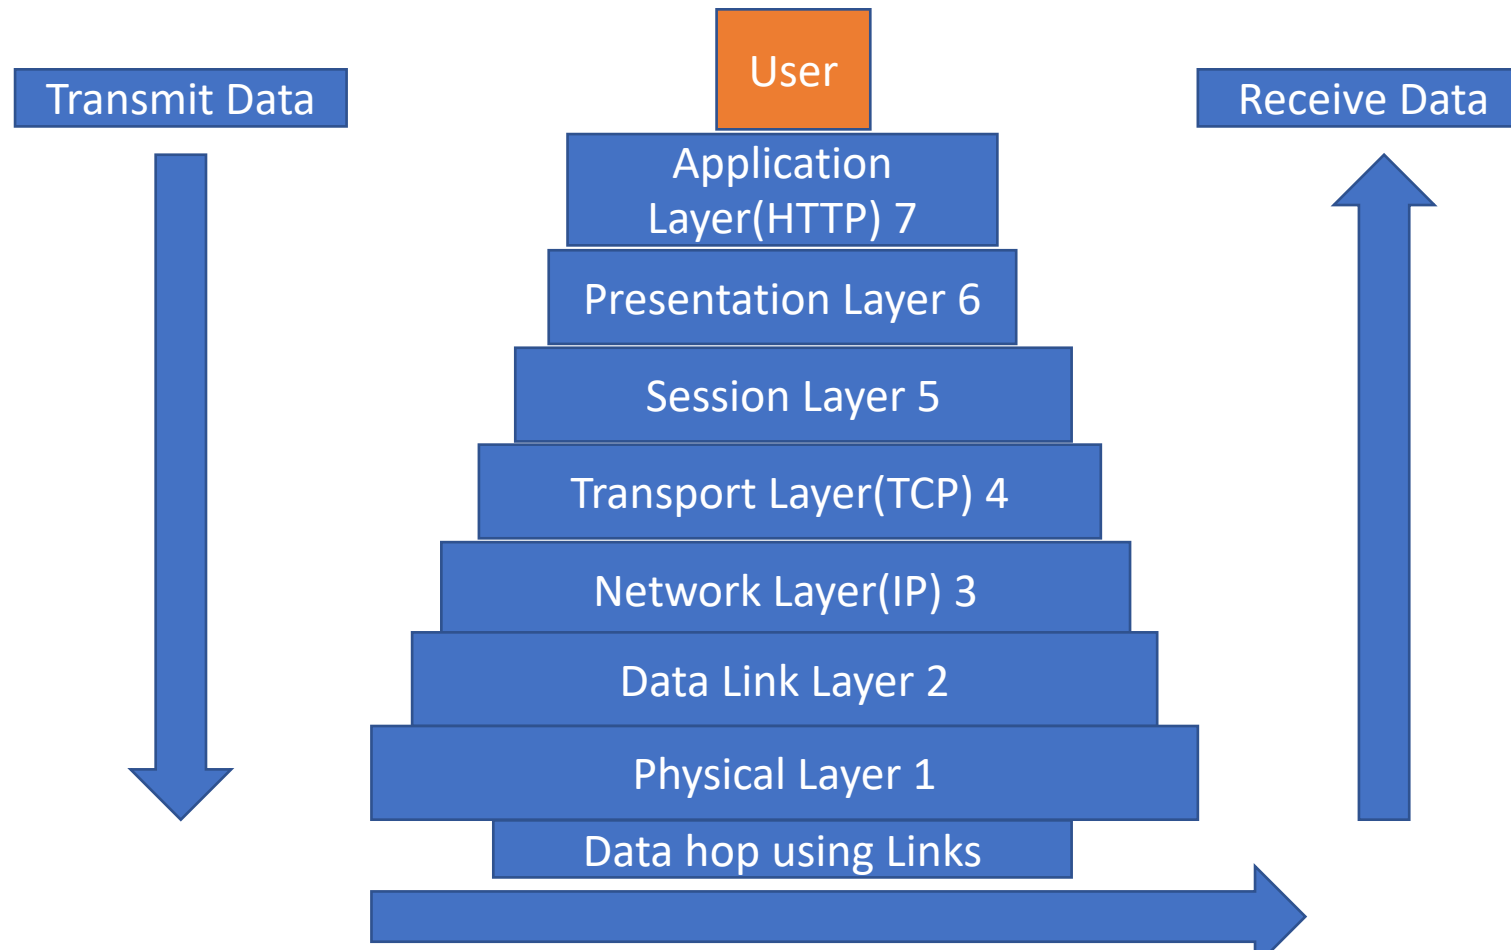 User
Transmit Data
Receive Data
Application
Layer(HTTP) 7
Presentation Layer 6
Session Layer 5
Transport Layer(TCP) 4
Network Layer(IP) 3
Data Link Layer 2
Physical Layer 1
Data hop using Links